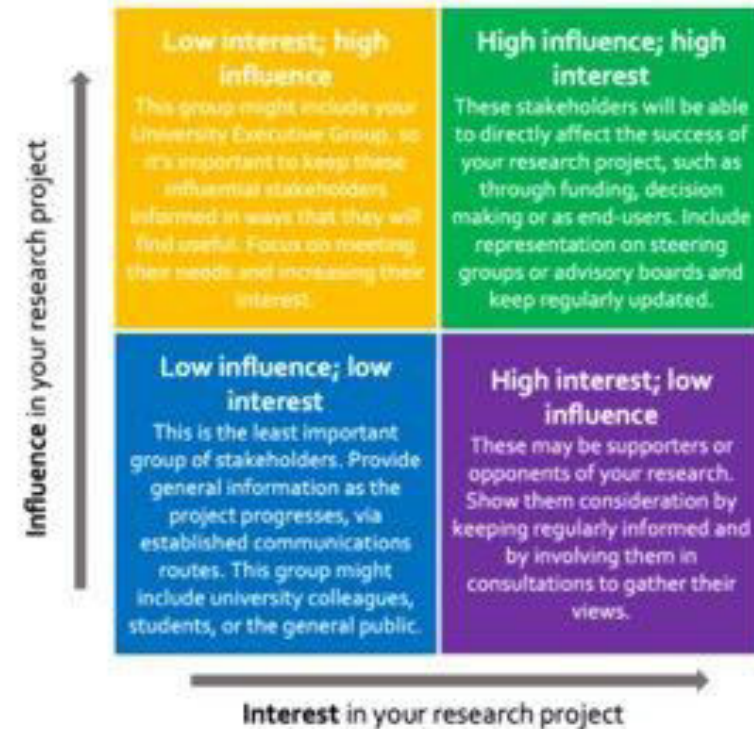 Low interest; high
influence
This group might include your
University Executive Group, so
it's important to keep these
influential stakeholders
informed in ways that they will
find useful. Focus on meeting
their needs and increasing their
interest.
High influence; high
interest
These stakeholders will be able
to directly affect the success of
your research project, such as
through funding, decision
making or as end-users. Include
representation on steering
groups or advisory boards and
keep regularly updated.
Low influence; low
interest
This is the least important
group of stakeholders. Provide
general information as the
project progresses, via
established communications
routes. This group might
include university colleagues,
students, or the general public.
High interest; low
influence
These may be supporters or
opponents of your research.
Show them consideration by
keeping regularly informed and
by involving them in
consultations to gather their
views.
Influence in your research project
Interest in your research project